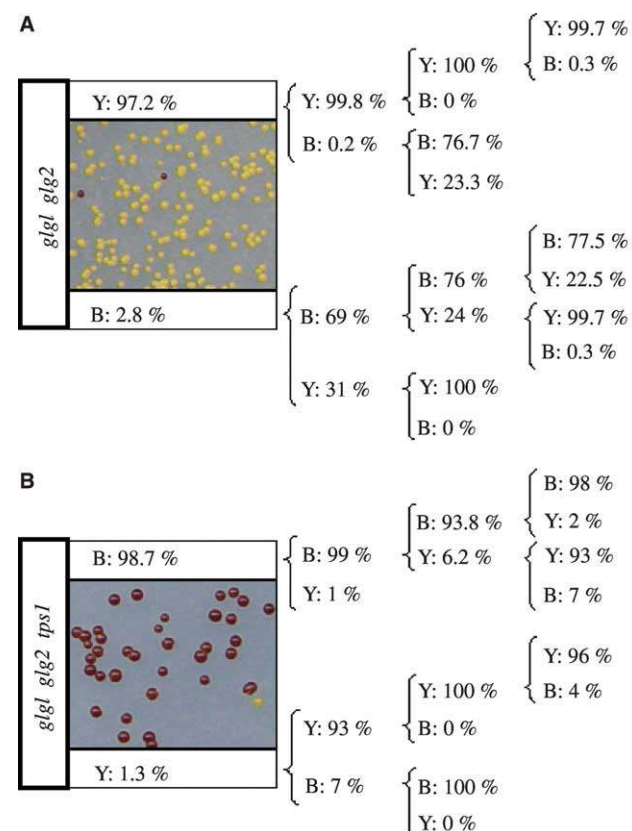 A
glgl glg2
Y: 97.2 %
B: 2.8 %
Y: 99.8 %
B: 0.2 %
Y: 100 %
B: 0 %
Y: 99.7 %
B: 0.3 %
B: 76.7 %
Y: 23.3 %
B: 69 %
Y: 31 %
B: 76 %
Y: 24 %
B: 77.5 %
Y: 22.5 %
Y: 99.7 %
B: 0.3 %
Y: 100 %
B: 0 %
B
glgl glg2 tps1
B: 98.7 %
Y: 1.3 %
B: 99 %
Y: 1 %
B: 93.8 %
Y: 6.2 %
B: 98 %
Y: 2 %
Y: 93 %
B: 7 %
Y: 93 %
B: 7 %
Y: 100 %
B: 0 %
Y: 96 %
B: 4 %
B: 100 %
Y: 0 %